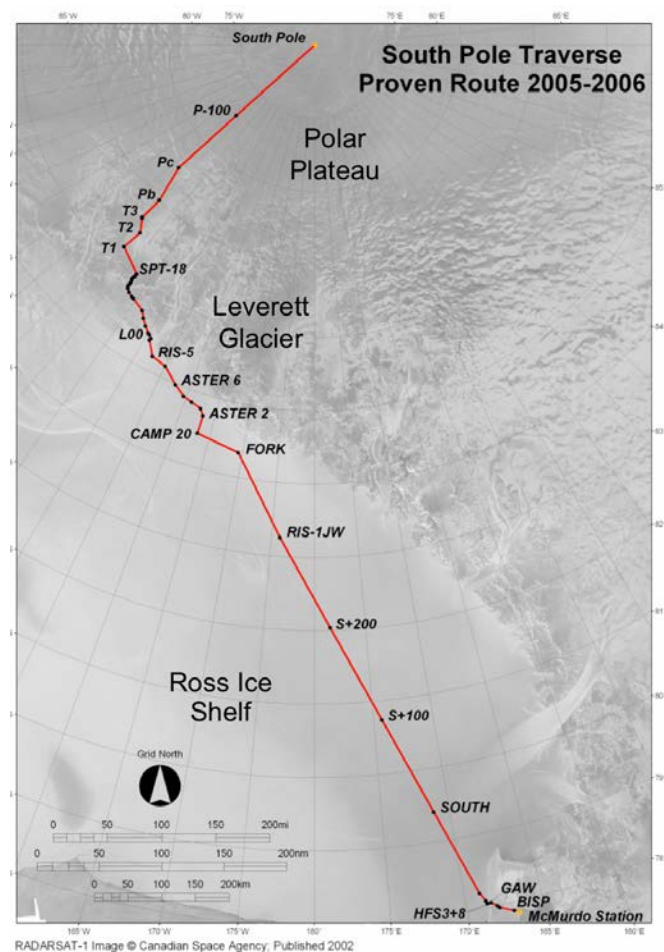 65°W
70°W
75°W
75°E
80°E
85°E
South Pole
South Pole Traverse
Proven Route 2005-2006
P-100
Polar
Plateau
Pc
85
Pb
T3
T2
T1
SPT-18
84
Leverett
Glacier
L00
RIS-5
ASTER 6
ASTER 2
83
CAMP 20
FORK
82
RIS-1JW
81
S+200
80
Ross Ice
Shelf
S+100
79
Grid North
SOUTH
0 50 100 150 200mi
0 50 100 150 200nm
78
0 50 100 200km
GAW
BISP
HFS3+8
McMurdo Station
165°W
170°W
175°W
180°
175°E
170°E
165°E
160°E
RADARSAT-1 Image © Canadian Space Agency; Published 2002